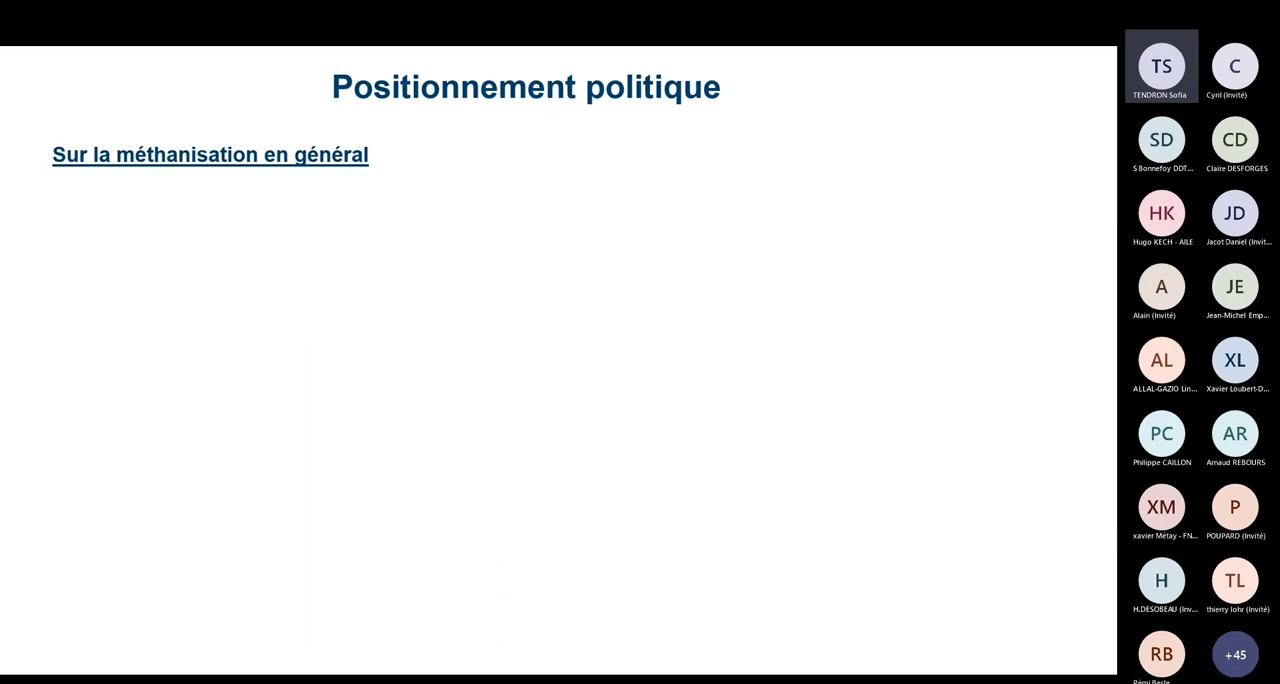 Positionnement politique
Sur la méthanisation en général
TS
TENDRON Sofia
C
Cyril (Invité)
SD
S Bonnefoy DDT...
CD
Claire DESFORGES
HK
Hugo KECH - AILE
JD
Jacot Daniel (Invit...
A
Alain (Invité)
JE
Jean-Michel Emp...
AL
ALLAL-GAZIO Lin...
XL
Xavier Loubert-D...
PC
Philippe CAILLON
AR
Arnaud REBOURS
XM
xavier Métay - FN...
P
POUPARD (Invité)
H
H.DESOBEAU (Inv...
TL
thierry lohr (Invité)
RB
Rémi Besle
+45